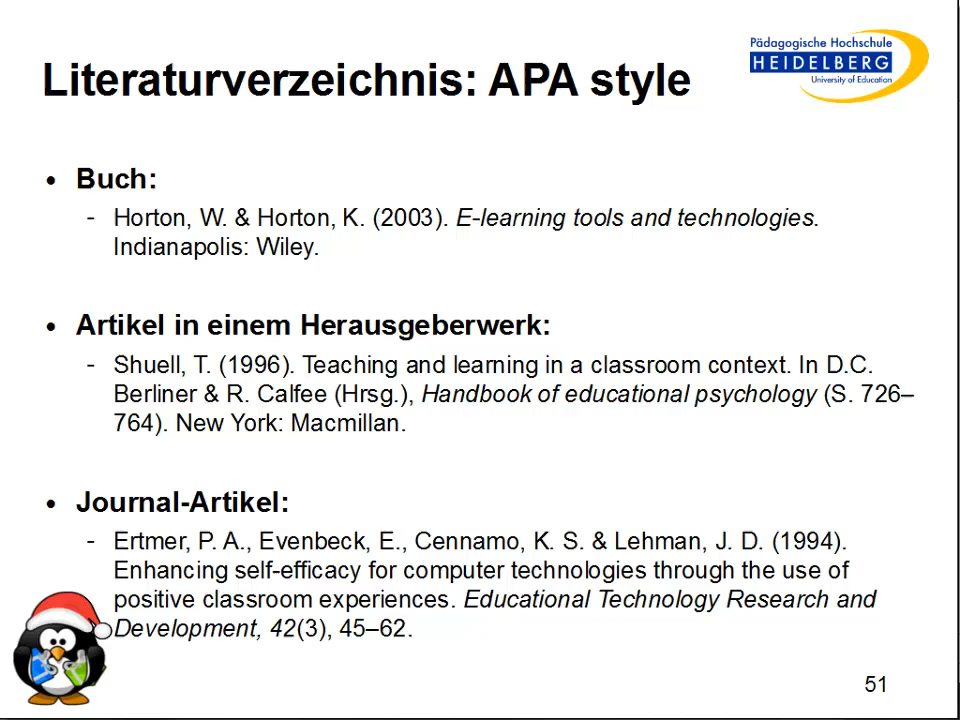 Pädagogische Hochschule
HEIDELBERG
University of Education
Literaturverzeichnis: APA style
• Buch:
- Horton, W. & Horton, K. (2003). E-learning tools and technologies.
Indianapolis: Wiley.
• Artikel in einem Herausgeberwerk:
- Shuell, T. (1996). Teaching and learning in a classroom context. In D.C.
Berliner & R. Calfee (Hrsg.), Handbook of educational psychology (S. 726–
764). New York: Macmillan.
• Journal-Artikel:
- Ertmer, P. A., Evenbeck, E., Cennamo, K. S. & Lehman, J. D. (1994).
Enhancing self-efficacy for computer technologies through the use of
positive classroom experiences. Educational Technology Research and
Development, 42(3), 45–62.
51